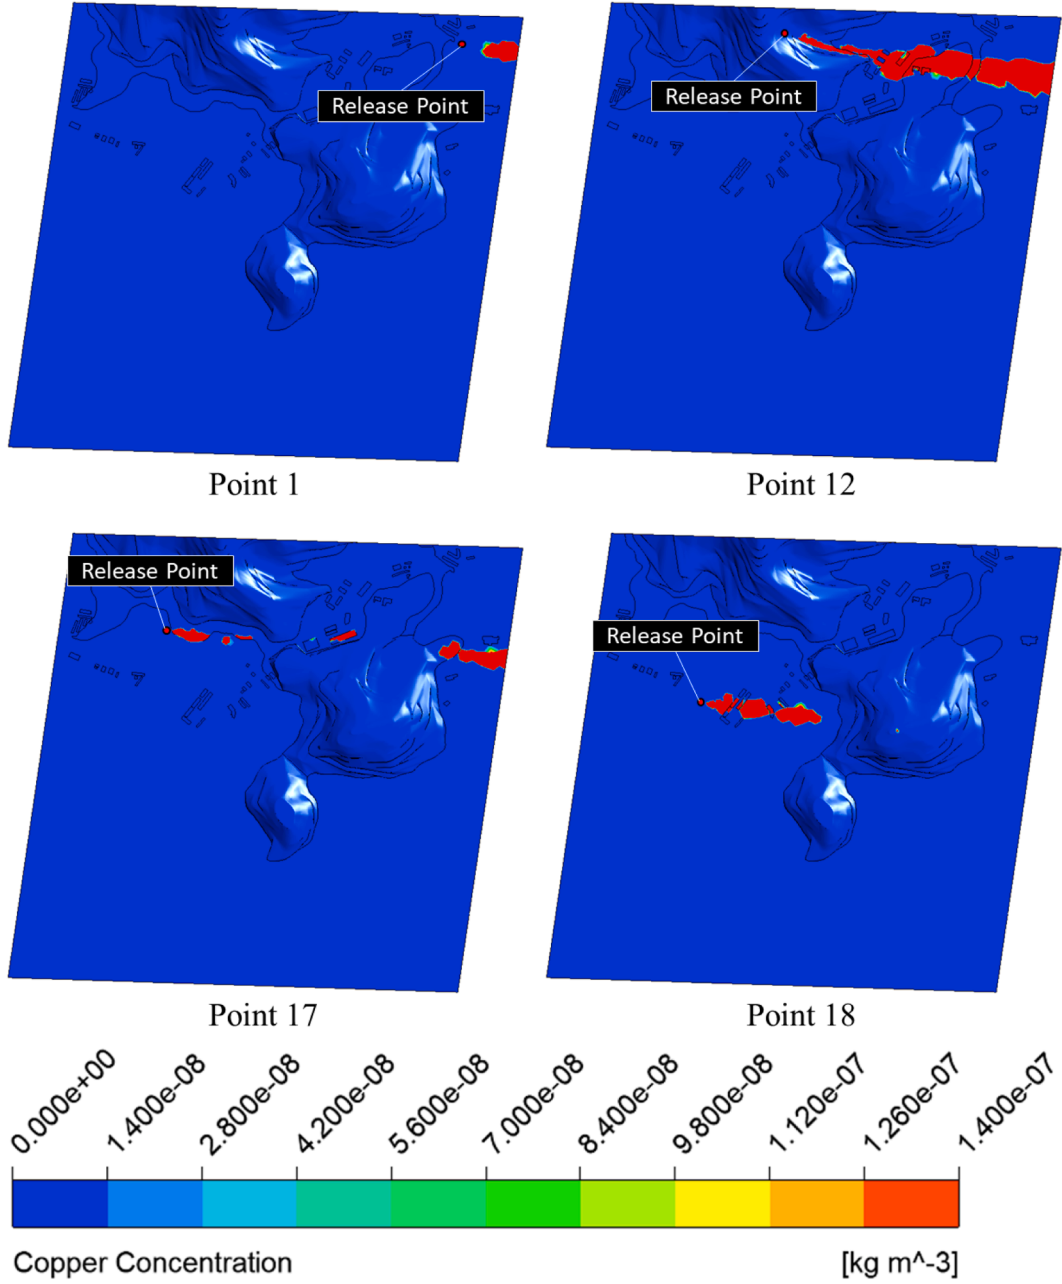 Release Point
Release Point
Point 1
Point 12
Release Point
Release Point
Point 17
Point 18
0.000e+00
1.400e-08
2.800e-08
4.200e-08
5.600e-08
7.000e-08
8.400e-08
9.800e-08
1.120e-07
1.260e-07
1.400e-07
Copper Concentration
[kg m^-3]